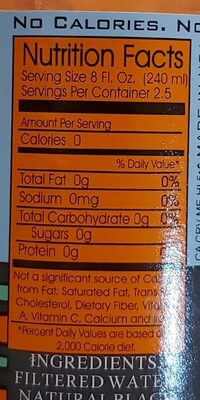 NO CALORIES. NO
Nutrition Facts
Serving Size 8 Fl. Oz. (240 ml)
Servings Per Container 2.5
Amount Per Serving
Calories 0
% Daily Value*
Total Fat 0g 0%
Sodium 0mg 0%
Total Carbohydrate 0g 0%
Sugars 0g
Protein 0g
Not a significant source of
from Fat, Saturated Fat, Trans
Cholesterol, Dietary Fiber,
A, Vitamin C, Calcium and
*Percent Daily Values are based
2,000 Calorie diet.
INGREDIENTS
FILTERED WATER
NATURAL BLACK